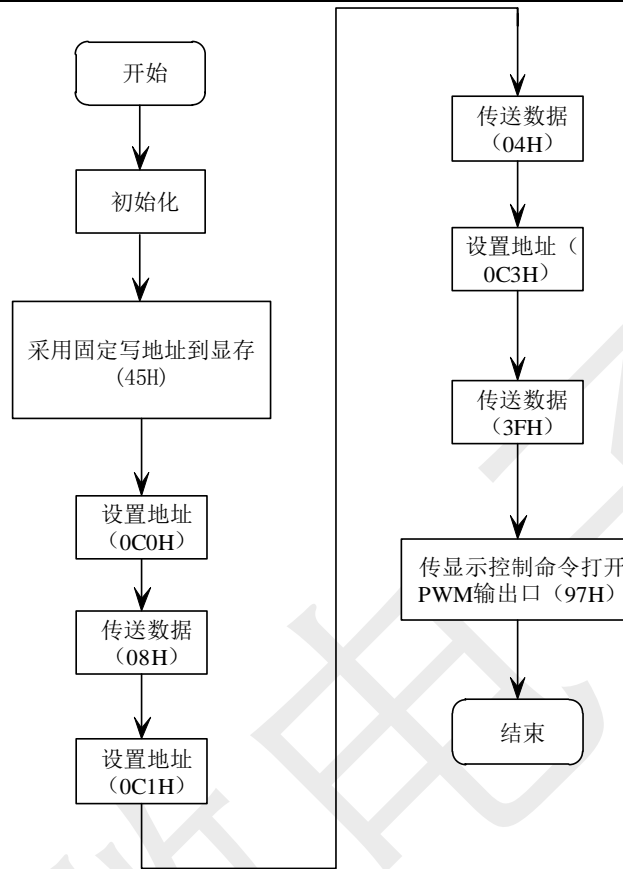 开始
初始化
采用固定写地址到显存
(45H)
设置地址
（0C0H）
传送数据
（08H）
设置地址
（0C1H）
传送数据
（04H）
设置地址（
0C3H）
传送数据
（3FH）
传显示控制命令打开
PWM输出口（97H）
结束